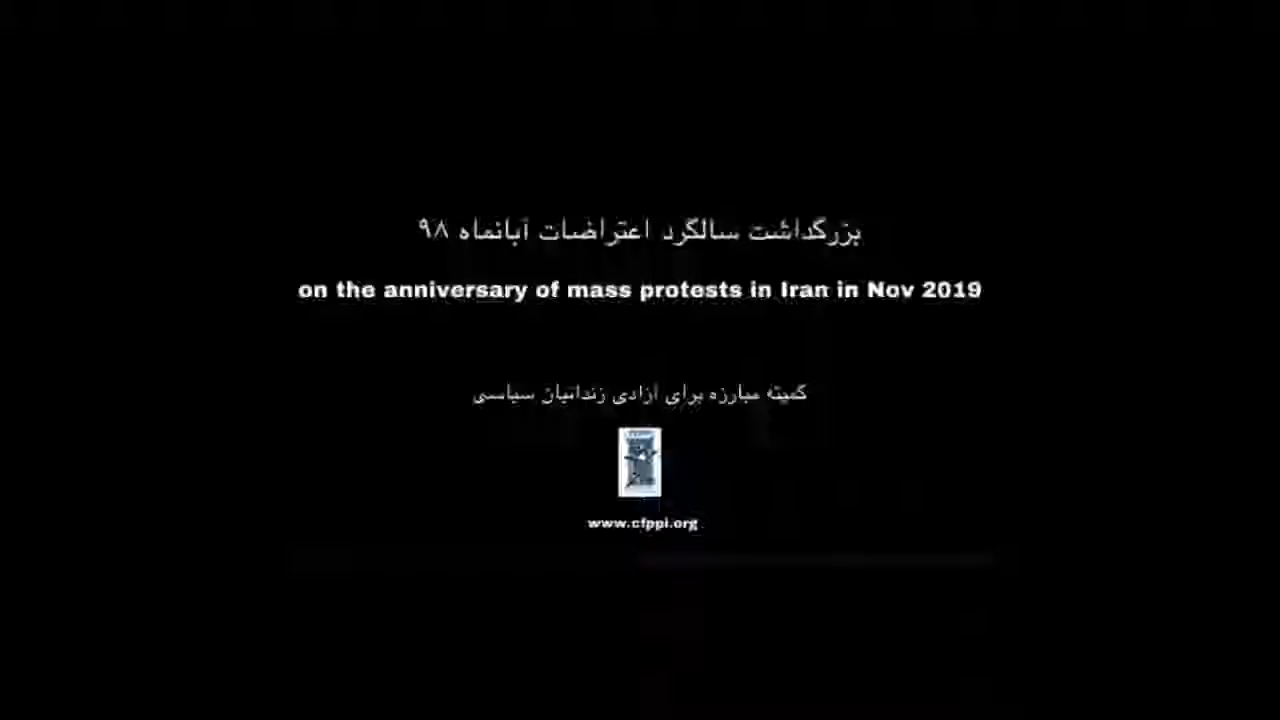 بزرگداشت سالگرد اعتراضات آبانماه ۹۸
on the anniversary of mass protests in Iran in Nov 2019
کمیته مبارزه برای آزادی زندانیان سیاسی
www.cfppi.org